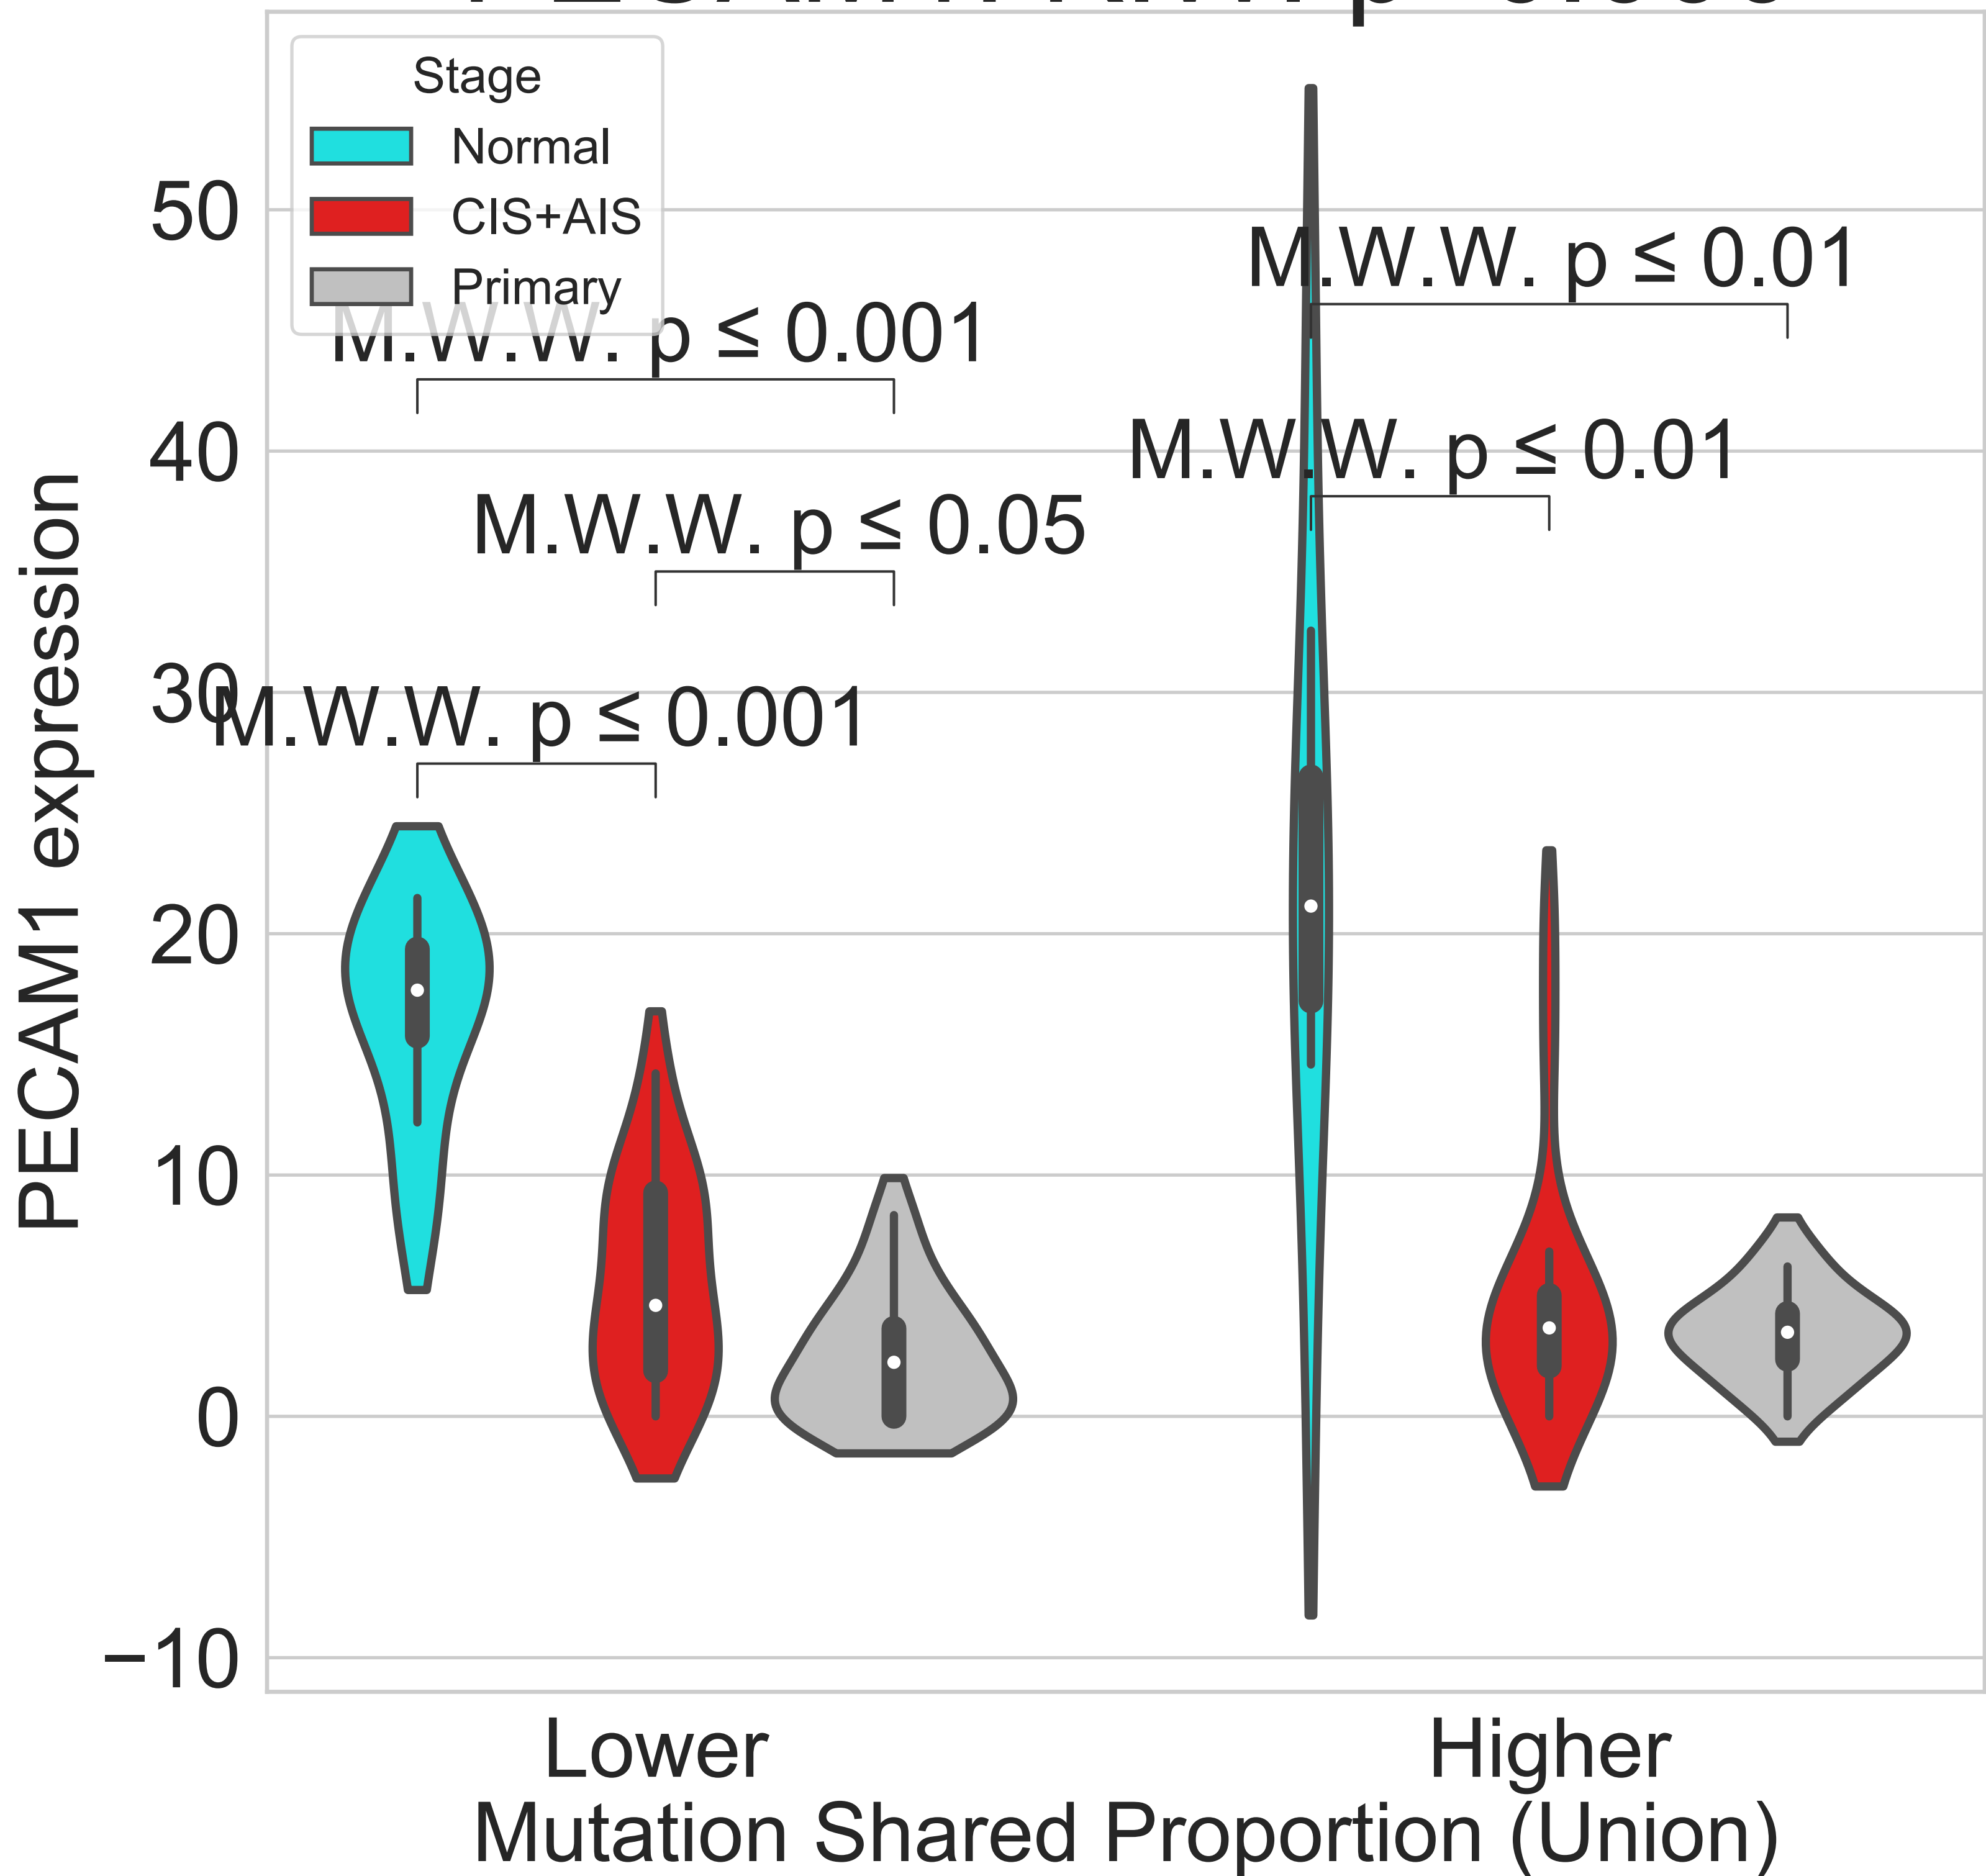 Stage
Normal
CIS+AIS
Primary
M.W.W. p ≤ 0.001
M.W.W. p ≤ 0.05
M.W.W. p ≤ 0.001
M.W.W. p ≤ 0.01
M.W.W. p ≤ 0.01
PECAM1 expression
50
40
30
20
10
0
−10
Lower
Higher
Mutation Shared Proportion (Union)